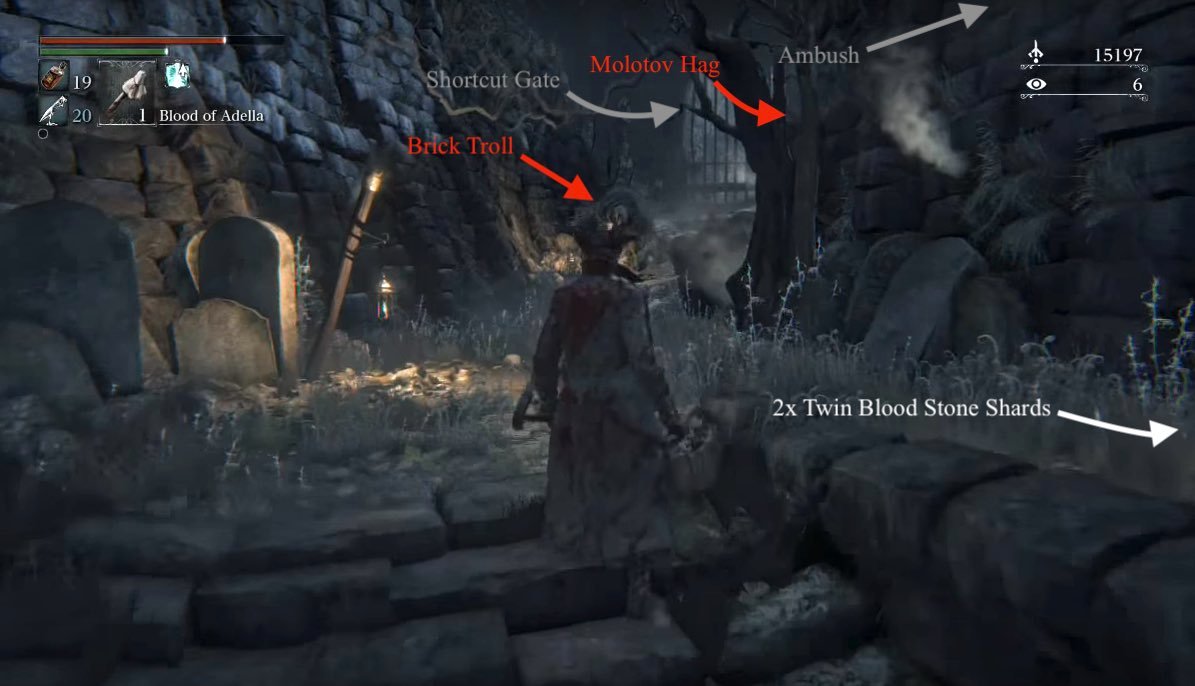 Ambush
15197
Shortcut Gate
Molotov Hag
19
6
20
1 Blood of Adella
Brick Troll
2x Twin Blood Stone Shards